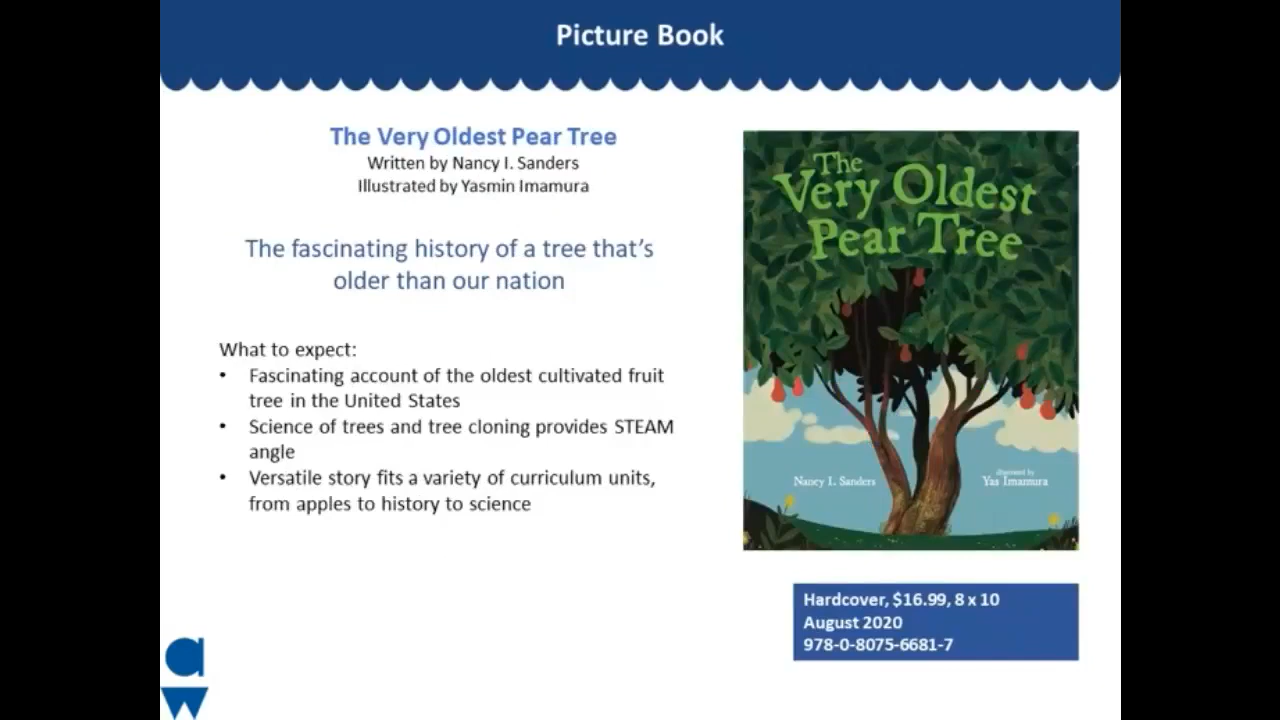 Picture Book
The Very Oldest Pear Tree
Written by Nancy I. Sanders
Illustrated by Yasmin Imamura
The fascinating history of a tree that's
older than our nation
What to expect:
• Fascinating account of the oldest cultivated fruit
tree in the United States
• Science of trees and tree cloning provides STEAM
angle
• Versatile story fits a variety of curriculum units,
from apples to history to science
The
Very Oldest
Pear Tree
Nancy I. Sanders
illustrated by
Yas Imamura
Hardcover, $16.99, 8 x 10
August 2020
978-0-8075-6681-7
a
w